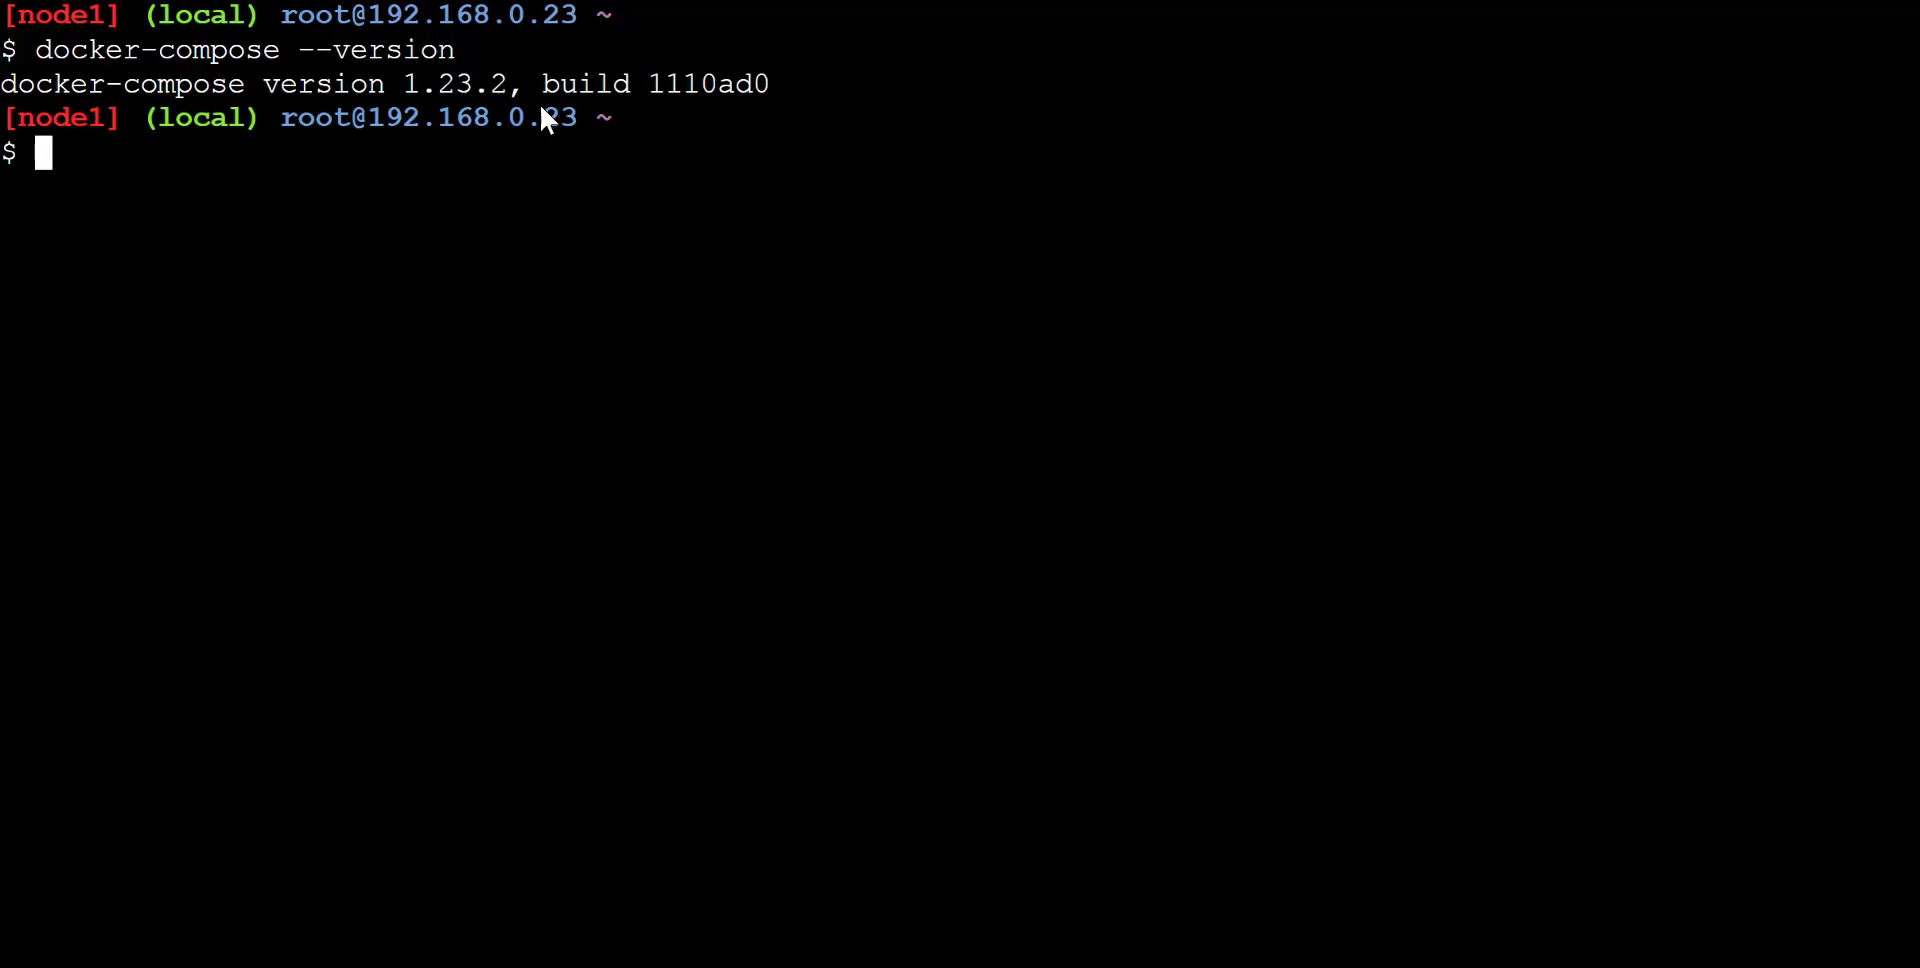 [node1] (local) root@192.168.0.23 ~
$ docker-compose --version
docker-compose version 1.23.2, build 1110ad0
[node1] (local) root@192.168.0.23 ~
$